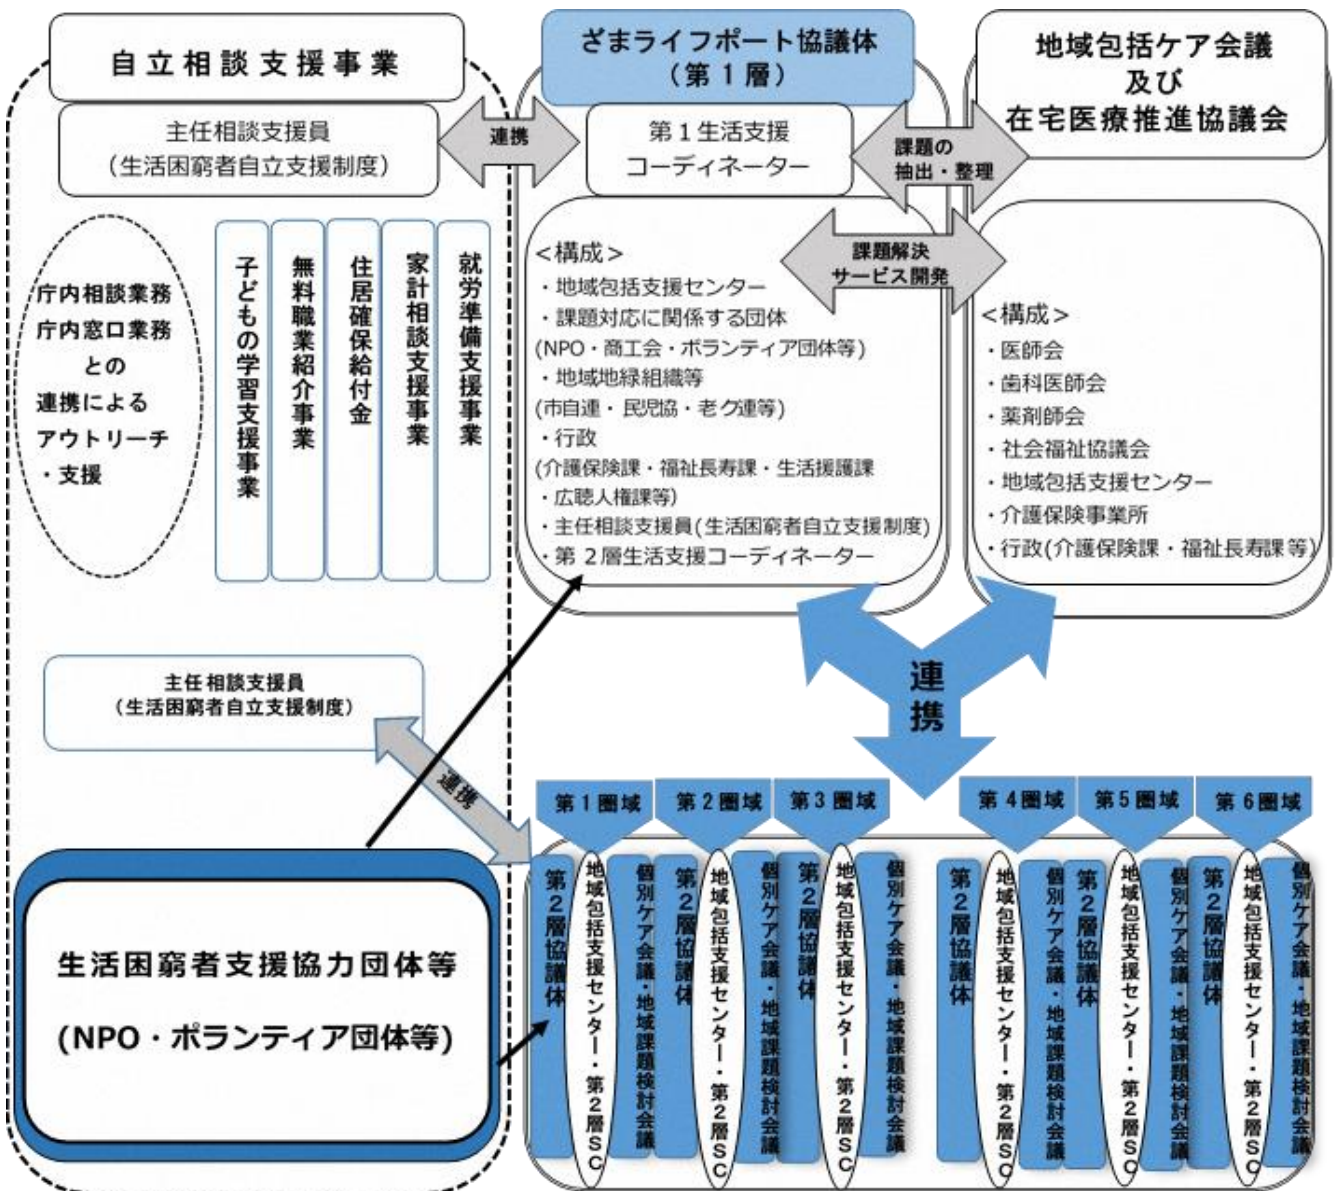 自立相談支援事業
主任相談支援員
（生活困窮者自立支援制度）
庁内相談業務
庁内窓口業務
との
連携による
アウトリーチ
・支援
子どもの学習支援事業
無料職業紹介事業
住居確保給付金
家計相談支援事業
就労準備支援事業
連携
ざまライフポート協議体
（第１層）
第１生活支援
コーディネーター
＜構成＞
・地域包括支援センター
・課題対応に関係する団体
(NPO・商工会・ボランティア団体等)
・地域地縁組織等
(市自連・民児協・老ク連等)
・行政
(介護保険課・福祉長寿課・生活援護課
・広聴人権課等)
・主任相談支援員(生活困窮者自立支援制度)
・第２層生活支援コーディネーター
課題の
抽出・整理
課題解決
サービス開発
地域包括ケア会議
及び
在宅医療推進協議会
＜構成＞
・医師会
・歯科医師会
・薬剤師会
・社会福祉協議会
・地域包括支援センター
・介護保険事業所
・行政(介護保険課・福祉長寿課等)
連携
主任相談支援員
（生活困窮者自立支援制度）
連携
生活困窮者支援協力団体等
(NPO・ボランティア団体等)
第１圏域
第２圏域
第３圏域
第４圏域
第５圏域
第６圏域
第２層協議体
地域包括支援センター・第２層ＳＣ
個別ケア会議・地域課題検討会議
第２層協議体
地域包括支援センター・第２層ＳＣ
個別ケア会議・地域課題検討会議
第２層協議体
地域包括支援センター・第２層ＳＣ
個別ケア会議・地域課題検討会議
第２層協議体
地域包括支援センター・第２層ＳＣ
個別ケア会議・地域課題検討会議
第２層協議体
地域包括支援センター・第２層ＳＣ
個別ケア会議・地域課題検討会議
第２層協議体
地域包括支援センター・第２層ＳＣ
個別ケア会議・地域課題検討会議